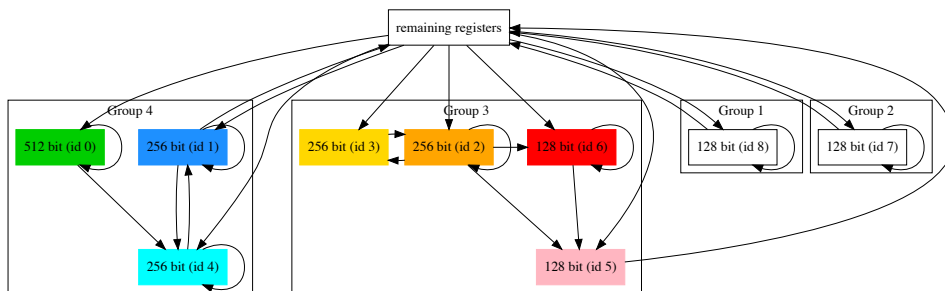 remaining registers
Group 4
Group 3
Group 1
Group 2
512 bit (id 0)
256 bit (id 1)
256 bit (id 3)
256 bit (id 2)
128 bit (id 6)
128 bit (id 8)
128 bit (id 7)
256 bit (id 4)
128 bit (id 5)